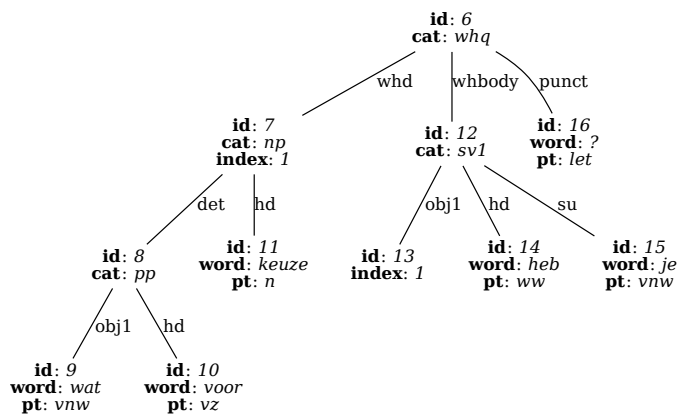 id: 6
cat: whq
whd
whbody
punct
id: 7
cat: np
index: 1
id: 12
cat: sv1
id: 16
word: ?
pt: let
det
hd
obj1
hd
su
id: 8
cat: pp
id: 11
word: keuze
pt: n
id: 13
index: 1
id: 14
word: heb
pt: ww
id: 15
word: je
pt: vnw
obj1
hd
id: 9
word: wat
pt: vnw
id: 10
word: voor
pt: vz